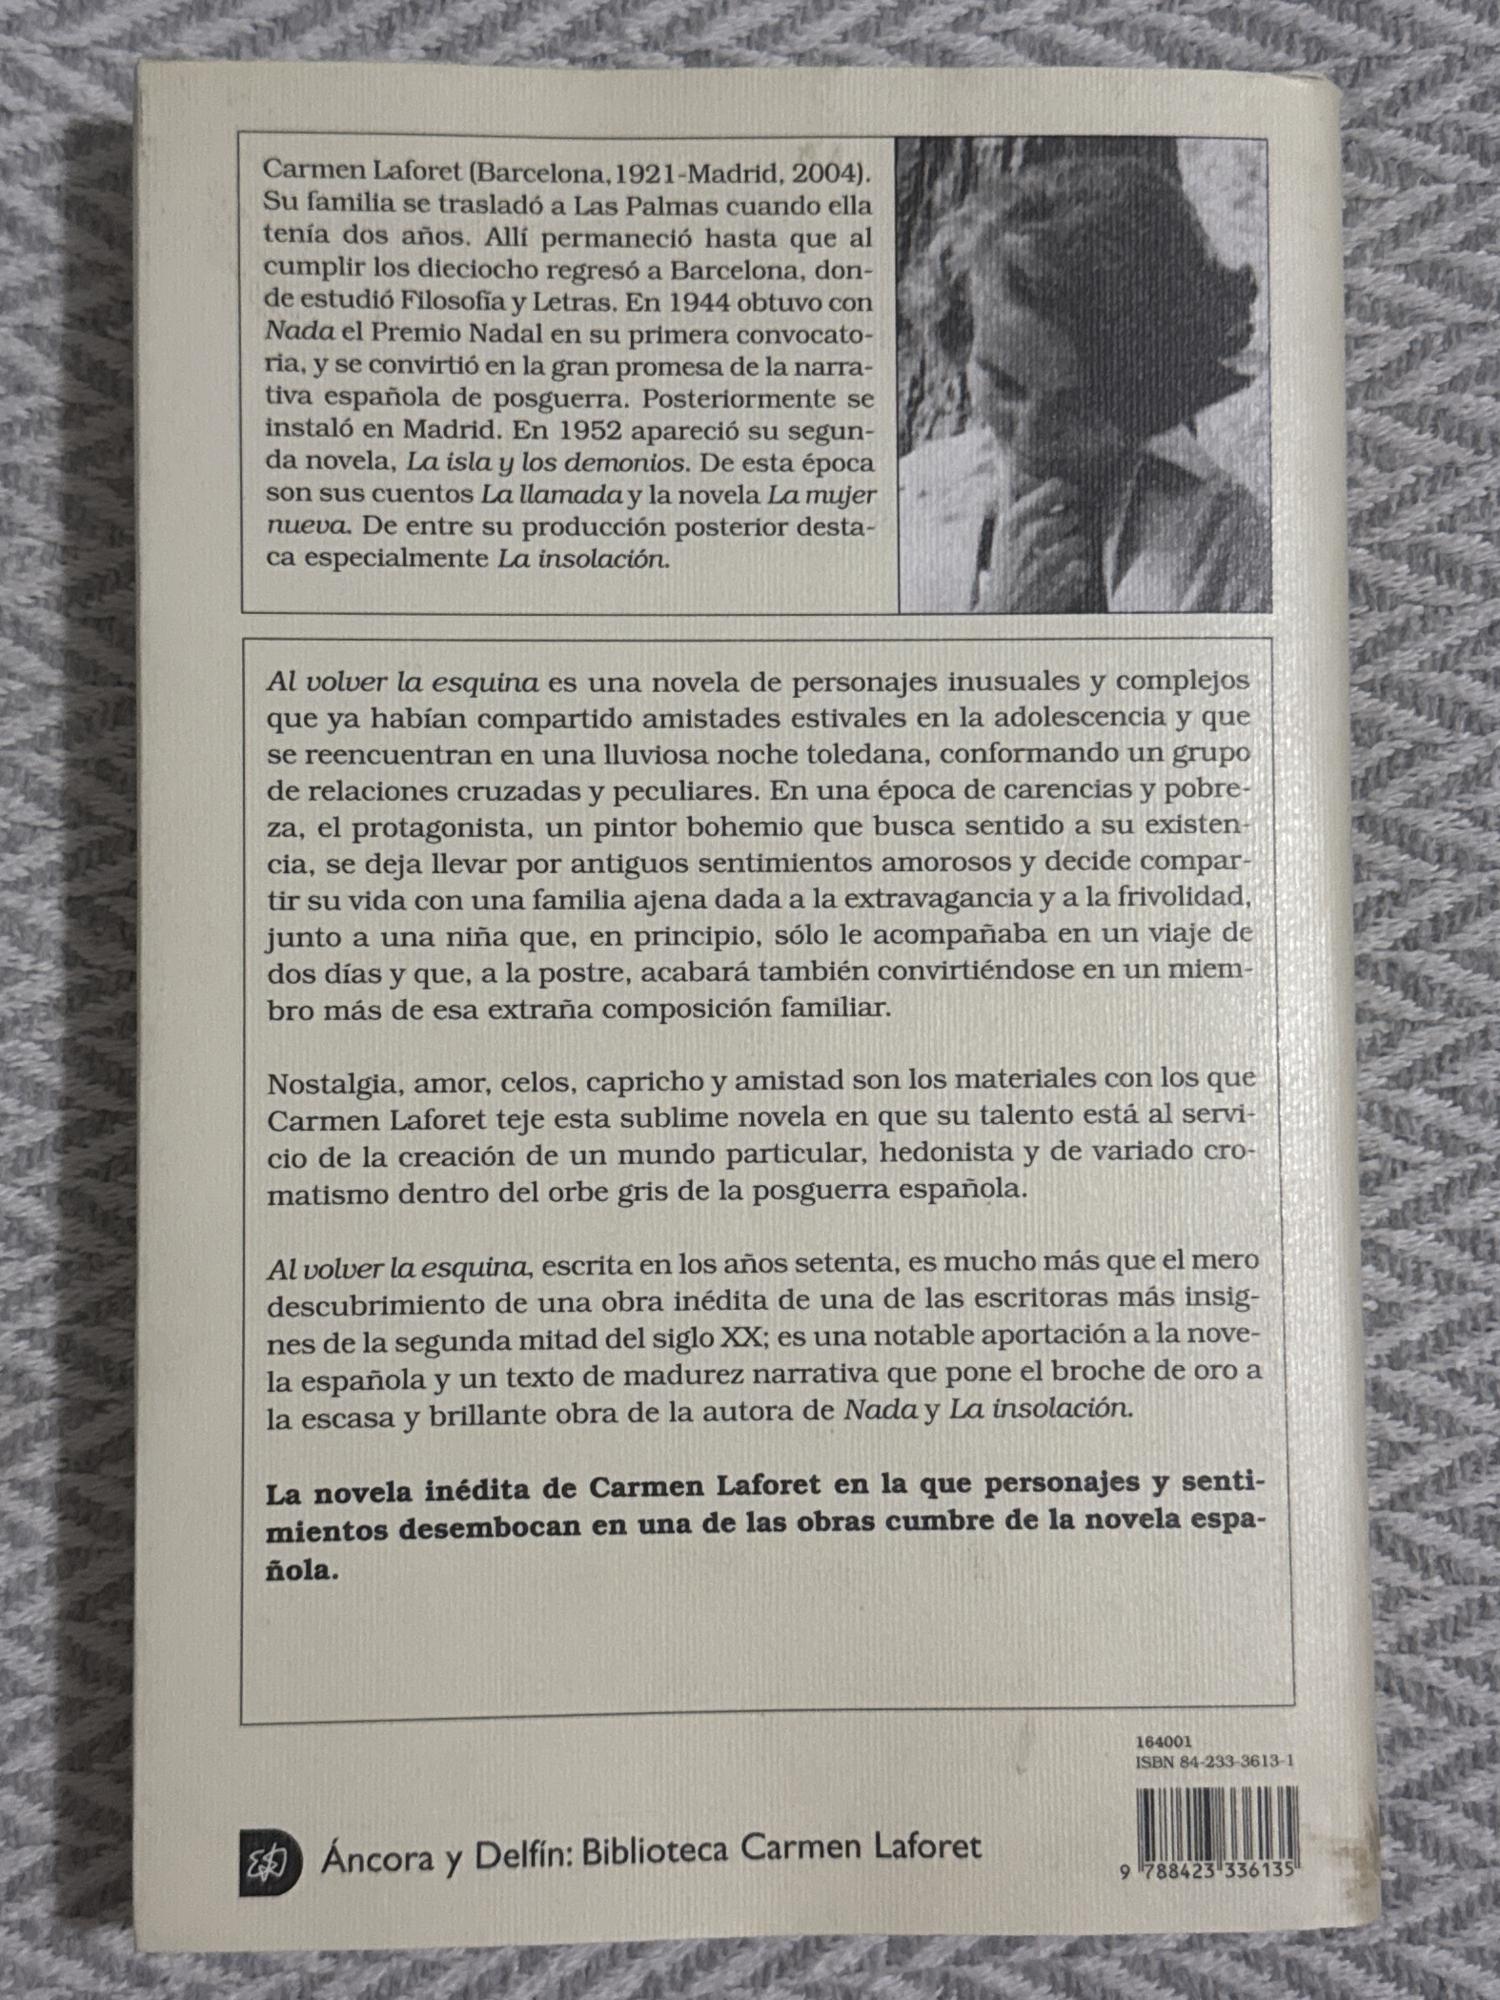 Carmen Laforet (Barcelona, 1921-Madrid, 2004).
Su familia se trasladó a Las Palmas cuando ella
tenía dos años. Allí permaneció hasta que al
cumplir los dieciocho regresó a Barcelona, don-
de estudió Filosofía y Letras. En 1944 obtuvo con
Nada el Premio Nadal en su primera convocato-
ria, y se convirtió en la gran promesa de la narra-
tiva española de posguerra. Posteriormente se
instaló en Madrid. En 1952 apareció su segun-
da novela, La isla y los demonios. De esta época
son sus cuentos La llamada y la novela La mujer
nueva. De entre su producción posterior desta-
ca especialmente La insolación.
Al volver la esquina es una novela de personajes inusuales y complejos
que ya habían compartido amistades estivales en la adolescencia y que
se reencuentran en una lluviosa noche toledana, conformando un grupo
de relaciones cruzadas y peculiares. En una época de carencias y pobre-
za, el protagonista, un pintor bohemio que busca sentido a su existen-
cia, se deja llevar por antiguos sentimientos amorosos y decide compar-
tir su vida con una familia ajena dada a la extravagancia y a la frivolidad,
junto a una niña que, en principio, sólo le acompañaba en un viaje de
dos días y que, a la postre, acabará también convirtiéndose en un miem-
bro más de esa extraña composición familiar.
Nostalgia, amor, celos, capricho y amistad son los materiales con los que
Carmen Laforet teje esta sublime novela en que su talento está al servi-
cio de la creación de un mundo particular, hedonista y de variado cro-
matismo dentro del orbe gris de la posguerra española.
Al volver la esquina, escrita en los años setenta, es mucho más que el mero
descubrimiento de una obra inédita de una de las escritoras más insig-
nes de la segunda mitad del siglo XX; es una notable aportación a la nove-
la española y un texto de madurez narrativa que pone el broche de oro a
la escasa y brillante obra de la autora de Nada y La insolación.
La novela inédita de Carmen Laforet en la que personajes y senti-
mientos desembocan en una de las obras cumbre de la novela espa-
ñola.
164001
ISBN 84-233-3613-1
9 788423 336135
Áncora y Delfín: Biblioteca Carmen Laforet